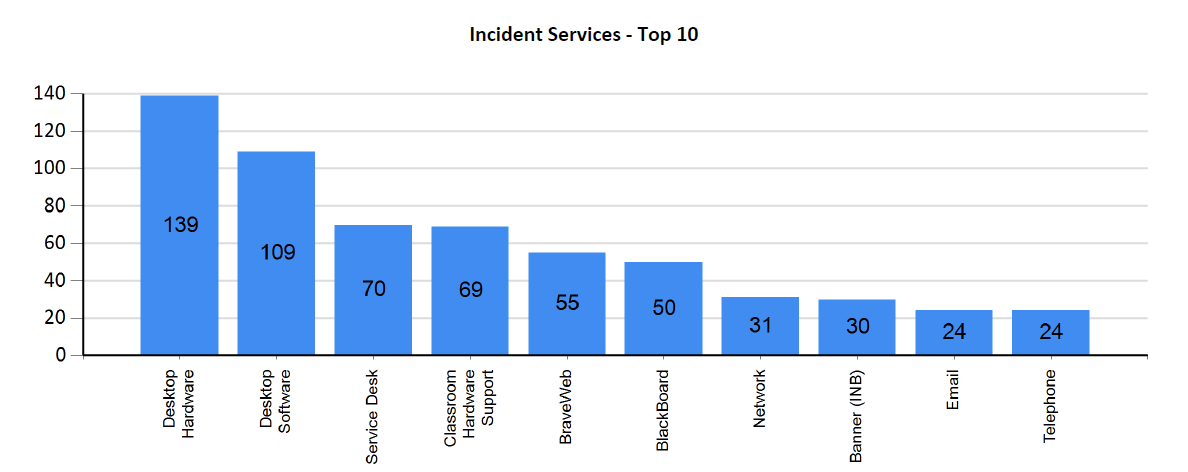 Incident Services - Top 10
140
120
100
80
60
40
20
0
139
109
70
69
55
50
31
30
24
24
Desktop
Hardware
Desktop
Software
Service Desk
Classroom
Hardware
Support
BraveWeb
BlackBoard
Network
Banner (INB)
Email
Telephone